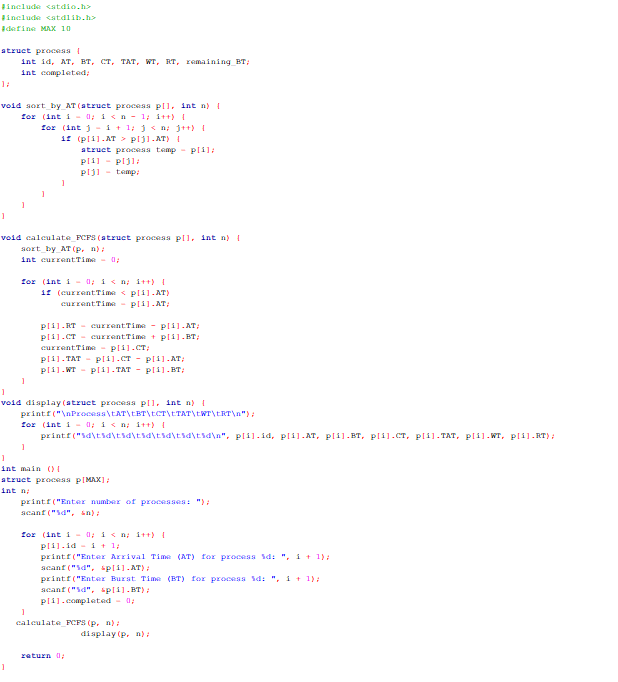 #include <stdio.h>
#include <stdlib.h>
#define MAX 10

struct process {
    int id, AT, BT, CT, TAT, WT, RT, remaining_BT;
    int completed;
};

void sort_by_AT(struct process p[], int n) {
    for (int i = 0; i < n - 1; i++) {
        for (int j = i + 1; j < n; j++) {
            if (p[i].AT > p[j].AT) {
                struct process temp = p[i];
                p[i] = p[j];
                p[j] = temp;
            }
        }
    }
}

void calculate_FCFS(struct process p[], int n) {
    sort_by_AT(p, n);
    int currentTime = 0;

    for (int i = 0; i < n; i++) {
        if (currentTime < p[i].AT)
            currentTime = p[i].AT;

        p[i].RT = currentTime - p[i].AT;
        p[i].CT = currentTime + p[i].BT;
        currentTime = p[i].CT;
        p[i].TAT = p[i].CT - p[i].AT;
        p[i].WT = p[i].TAT - p[i].BT;
    }
}
void display(struct process p[], int n) {
    printf("\nProcess\tAT\tBT\tCT\tTAT\tWT\tRT\n");
    for (int i = 0; i < n; i++) {
        printf("%d\t%d\t%d\t%d\t%d\t%d\t%d\n", p[i].id, p[i].AT, p[i].BT, p[i].CT, p[i].TAT, p[i].WT, p[i].RT);
    }
}
int main (){
struct process p[MAX];
int n;
    printf("Enter number of processes: ");
    scanf("%d", &n);

    for (int i = 0; i < n; i++) {
        p[i].id = i + 1;
        printf("Enter Arrival Time (AT) for process %d: ", i + 1);
        scanf("%d", &p[i].AT);
        printf("Enter Burst Time (BT) for process %d: ", i + 1);
        scanf("%d", &p[i].BT);
        p[i].completed = 0;
    }
   calculate_FCFS(p, n);
                display(p, n);

    return 0;
}